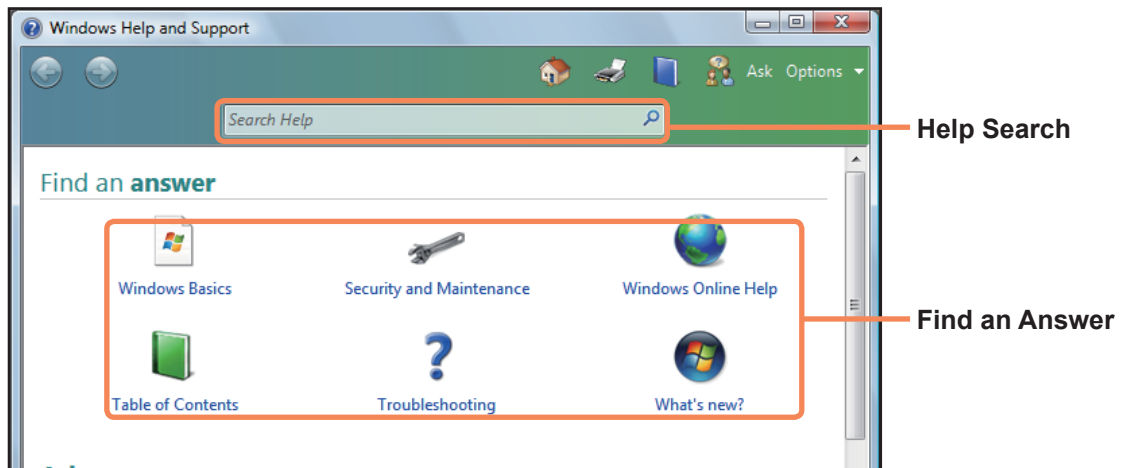 Windows Help and Support
Ask Options
Search Help
Help Search
Find an answer
Windows Basics
Security and Maintenance
Windows Online Help
Find an Answer
Table of Contents
Troubleshooting
What's new?